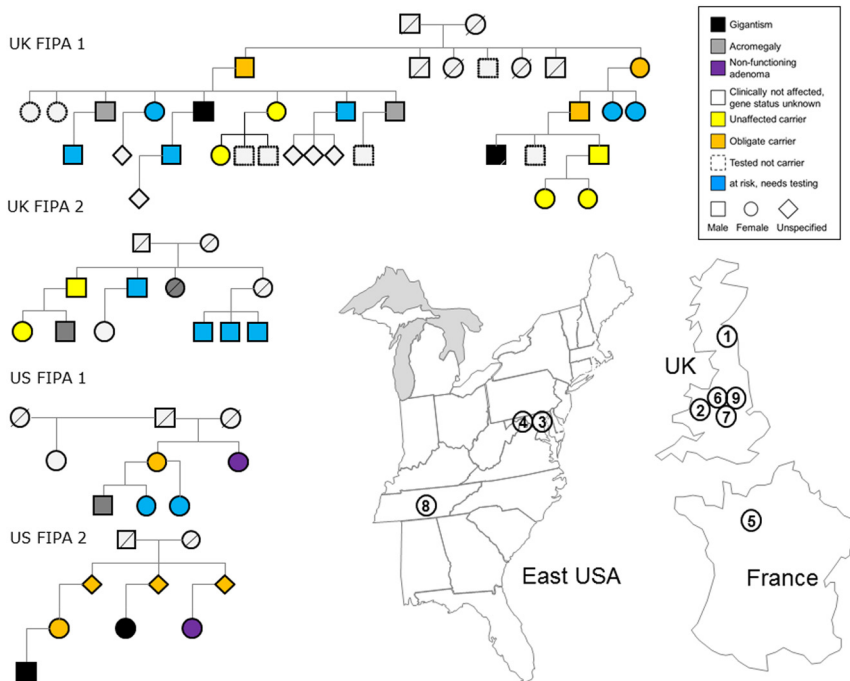 UK FIPA 1
Gigantism
Acromegaly
Non-functioning
adenoma
Clinically not affected,
gene status unknown
Unaffected carrier
Obligate carrier
Tested not carrier
at risk, needs testing
Male Female Unspecified
UK FIPA 2
US FIPA 1
US FIPA 2
1
UK
6 9
2
7
4 3
8
5
East USA
France